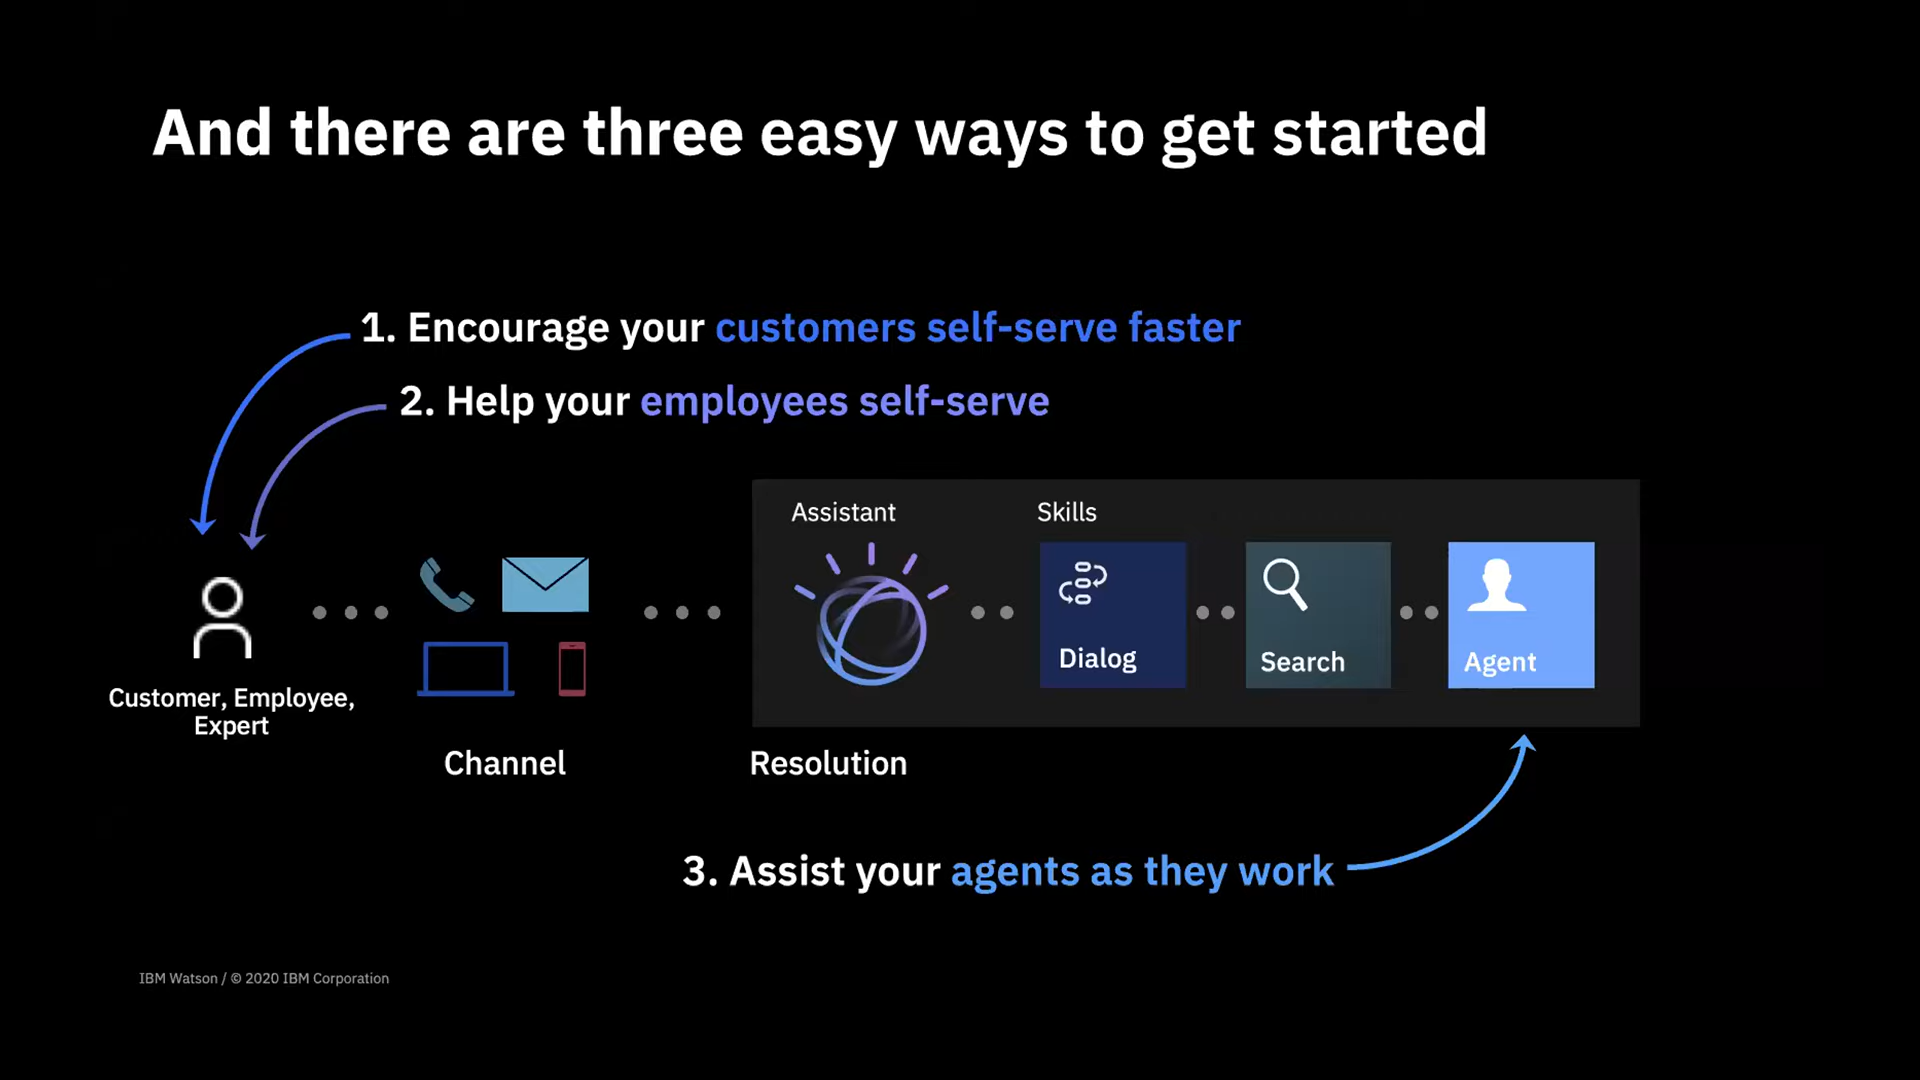 And there are three easy ways to get started
1. Encourage your customers self-serve faster
2. Help your employees self-serve
Assistant
Skills
Dialog
Search
Agent
Customer, Employee,
Expert
Channel
Resolution
3. Assist your agents as they work
IBM Watson / © 2020 IBM Corporation